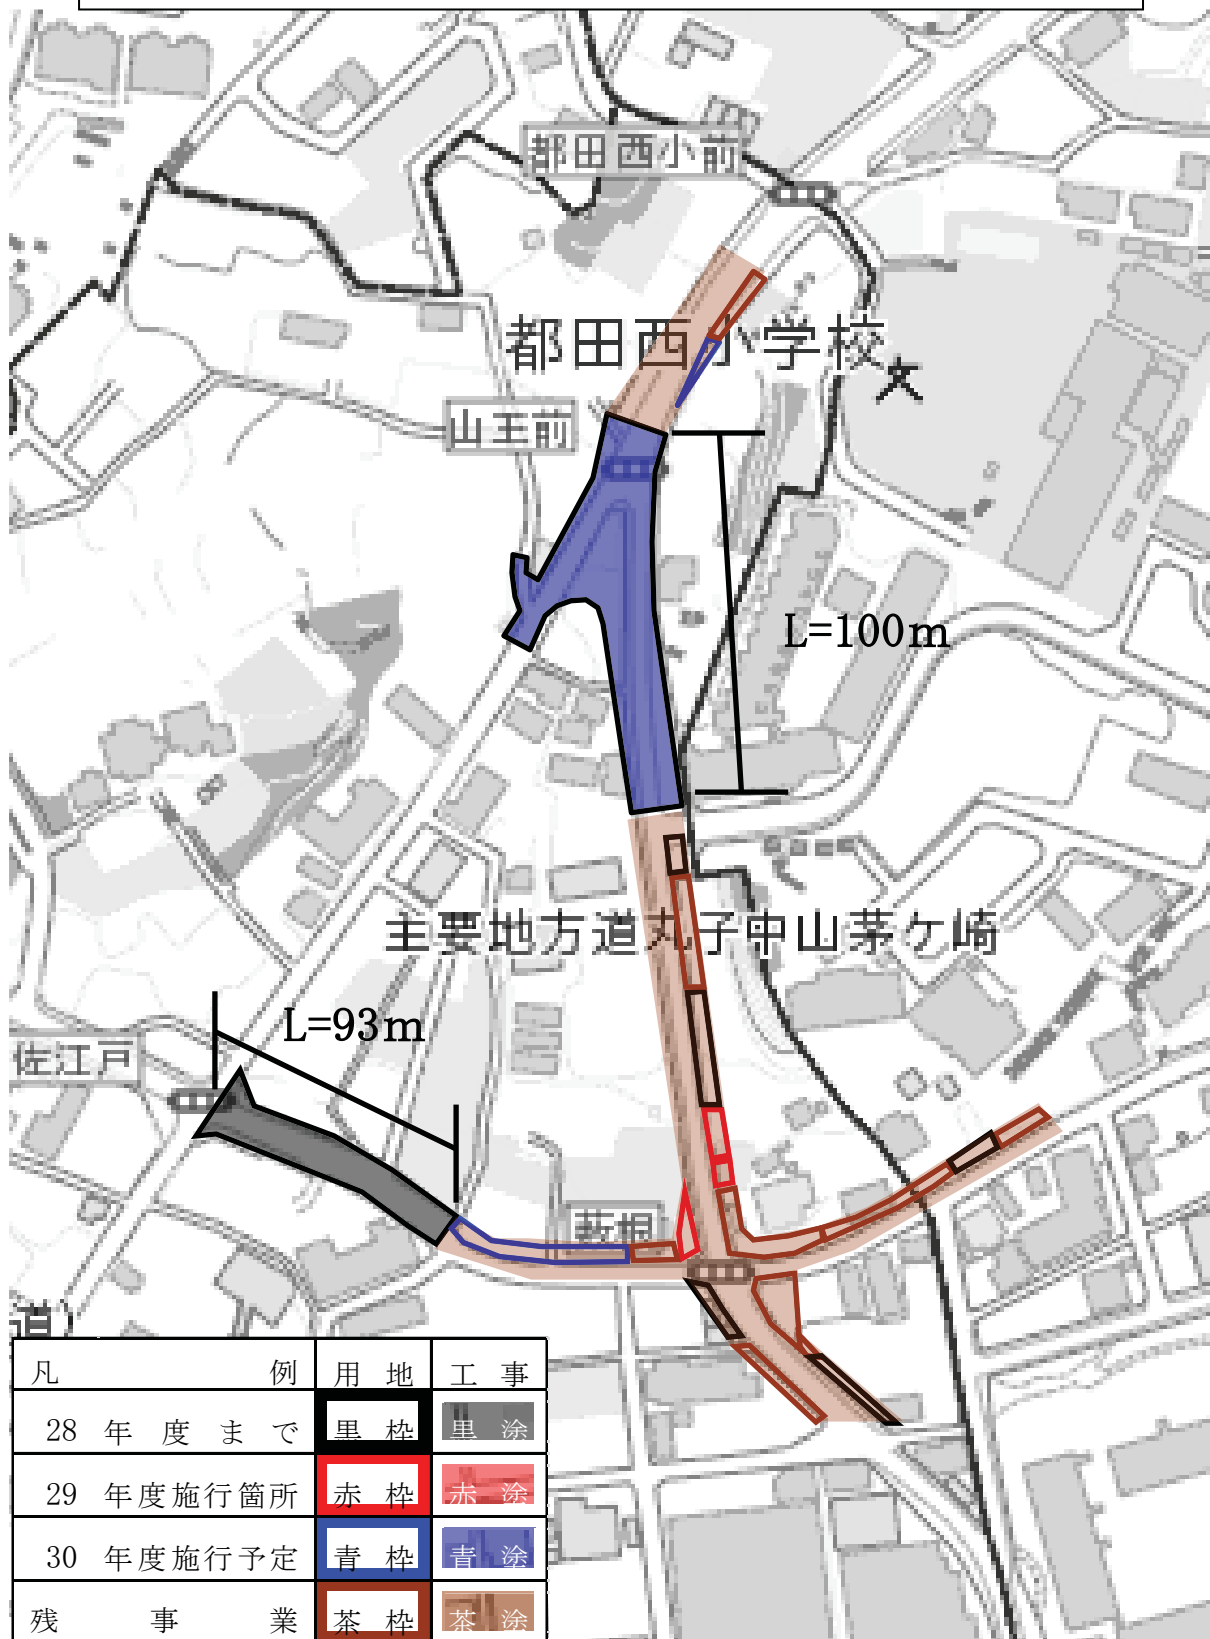 都田西小前
都田西小学校
山王前
L=100m
主要地方道丸子中山茅ケ崎
L=93m
佐江戸
薮根
道)
凡例 用地 工事
28年度まで 黒枠 黒塗
29年度施行箇所 赤枠 赤塗
30年度施行予定 青枠 青塗
残事業 茶枠 茶塗